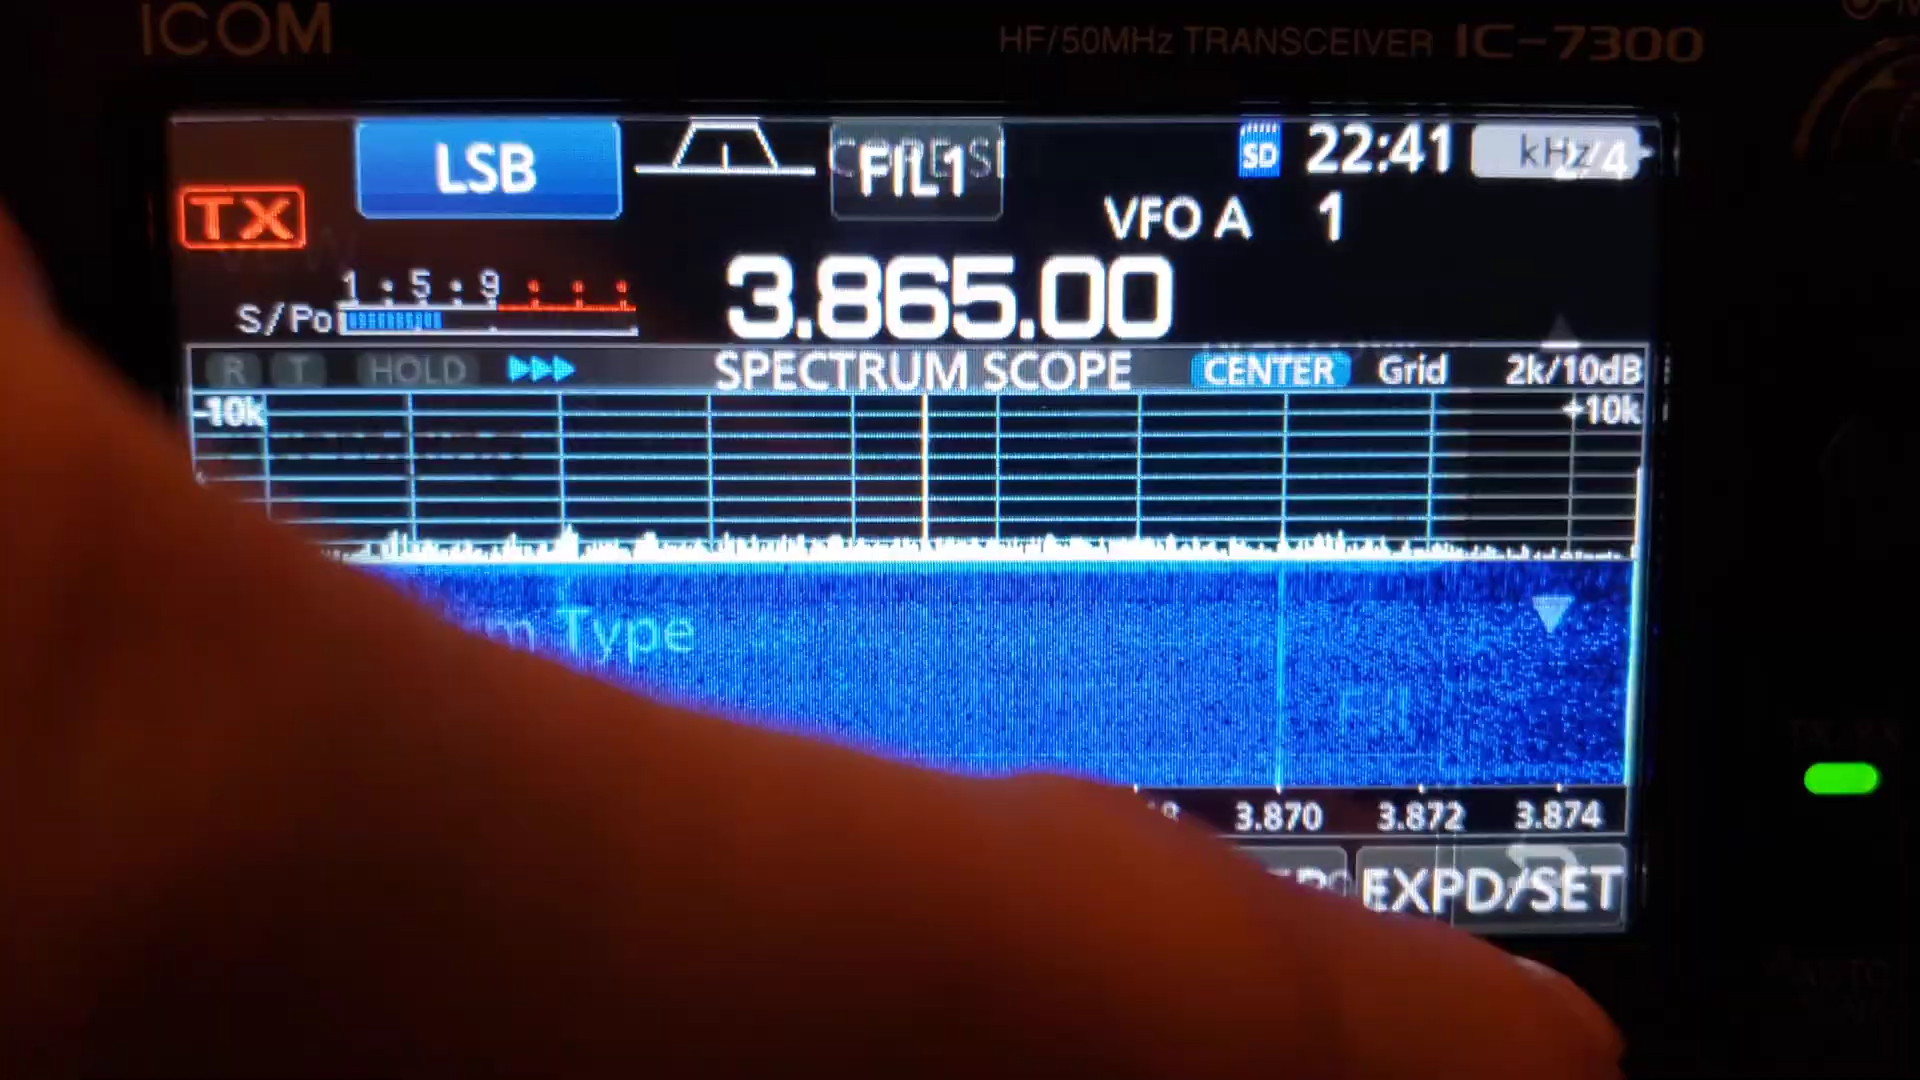 ICOM
HF/50MHz TRANSCEIVER IC-7300
LSB
FIL1
SD
22:41
kHz
2/4
TX
VFO A 1
1 5 9
S/Po
3.865.00
R T HOLD SPECTRUM SCOPE CENTER Grid 2k/10dB
-10k +10k
Type
3.870 3.872 3.874
EXPD/SET
AUTO